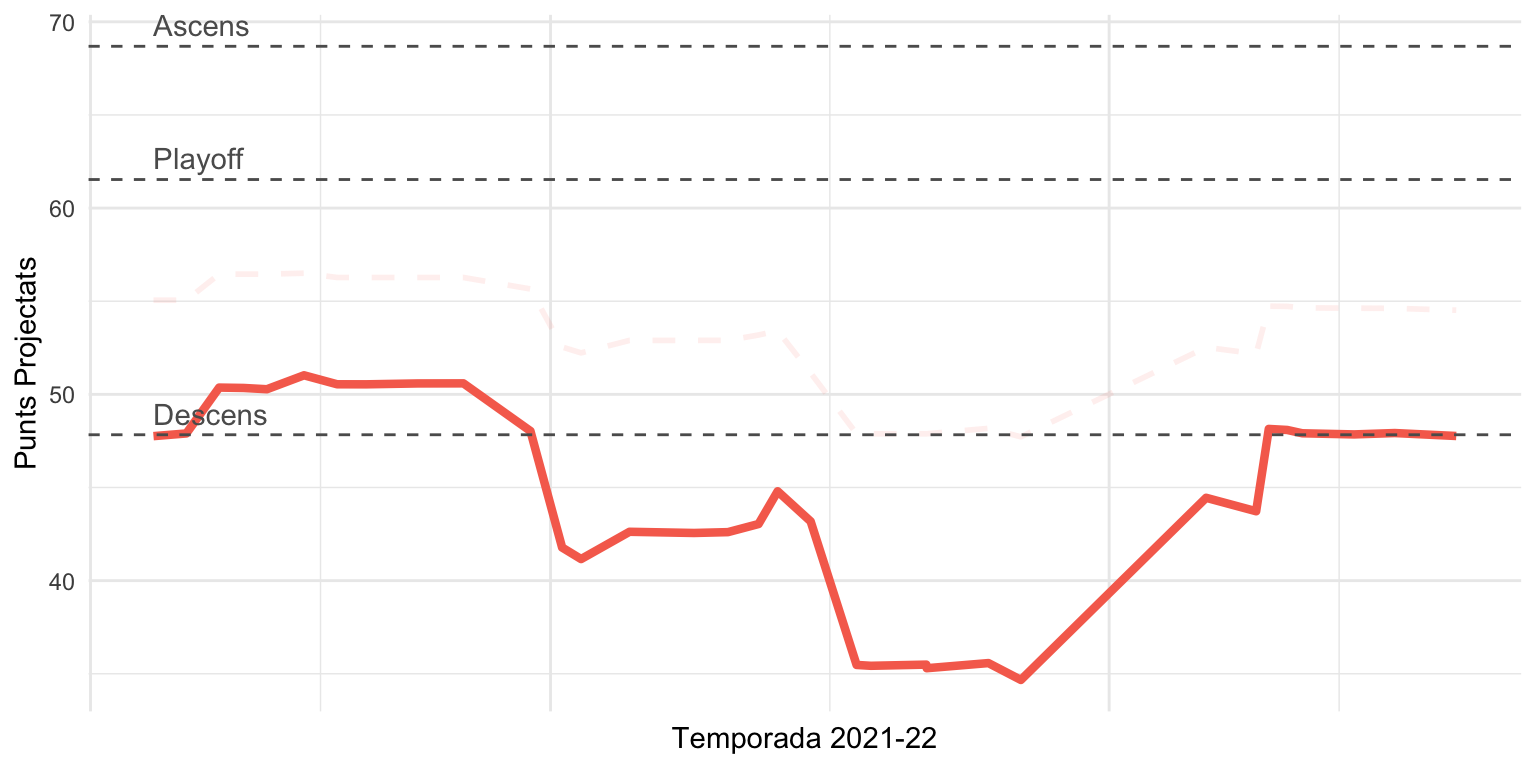 70
Ascens
Playoff
60
Punts Projectats
50
Descens
40
Temporada 2021-22